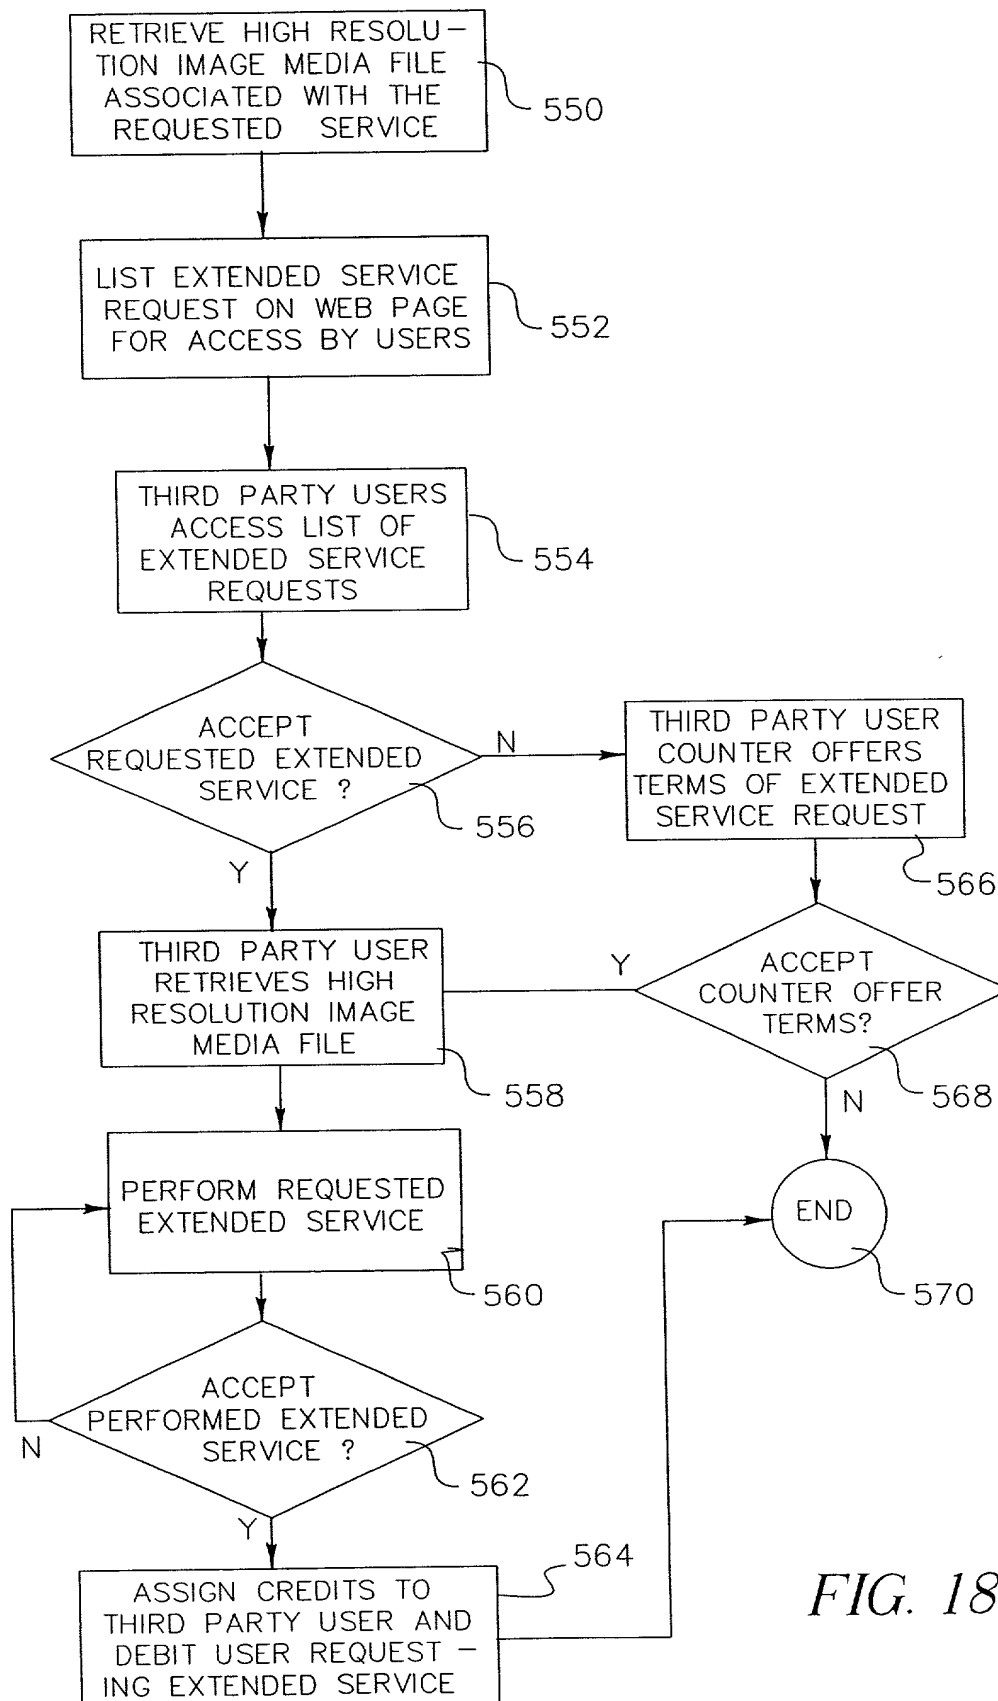 RETRIEVE HIGH RESOLU-
TION IMAGE MEDIA FILE
ASSOCIATED WITH THE
REQUESTED SERVICE
550
LIST EXTENDED SERVICE
REQUEST ON WEB PAGE
FOR ACCESS BY USERS
552
THIRD PARTY USERS
ACCESS LIST OF
EXTENDED SERVICE
REQUESTS
554
ACCEPT
REQUESTED EXTENDED
SERVICE ?
556
N
Y
THIRD PARTY USER
COUNTER OFFERS
TERMS OF EXTENDED
SERVICE REQUEST
566
THIRD PARTY USER
RETRIEVES HIGH
RESOLUTION IMAGE
MEDIA FILE
558
Y
ACCEPT
COUNTER OFFER
TERMS?
568
N
PERFORM REQUESTED
EXTENDED SERVICE
560
END
570
ACCEPT
PERFORMED EXTENDED
SERVICE ?
562
N
Y
564
ASSIGN CREDITS TO
THIRD PARTY USER AND
DEBIT USER REQUEST -
ING EXTENDED SERVICE
FIG. 18